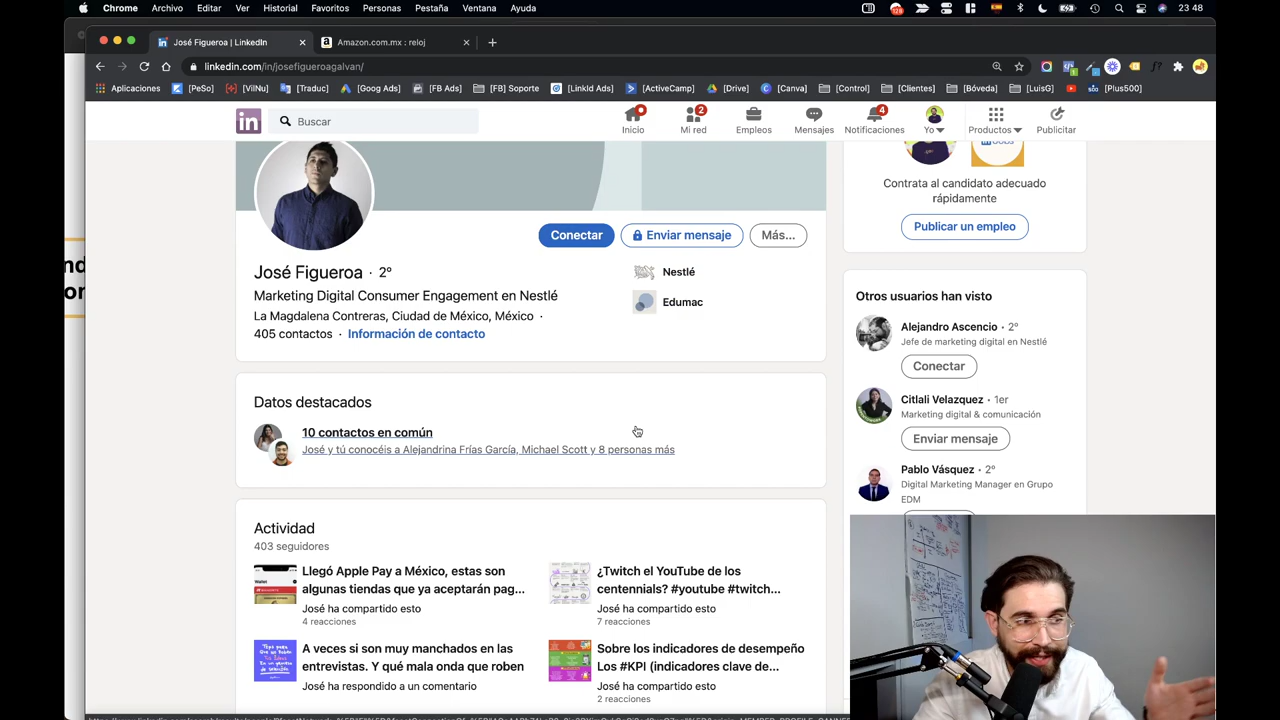 Chrome Archivo Editar Ver Historial Favoritos Personas Pestaña Ventana Ayuda 23 48
José Figueroa | LinkedIn
Amazon.com.mx : reloj
linkedin.com/in/josefigueroagalvan/
Aplicaciones [PeSo] [ViINu] [Traduc] [Goog Ads] [FB Ads] [FB] Soporte [LinkId Ads] [ActiveCamp] [Drive] [Canva] [Control] [Clientes] [Bóveda] [LuisG] [Plus500]
Buscar
Inicio
2
Mi red
Empleos
Mensajes
4
Notificaciones
Yo
Productos
Publicitar
Conectar
Enviar mensaje
Más...
José Figueroa · 2º
Marketing Digital Consumer Engagement en Nestlé
La Magdalena Contreras, Ciudad de México, México ·
405 contactos · Información de contacto
Nestlé
Edumac
Datos destacados
10 contactos en común
José y tú conocéis a Alejandrina Frías García, Michael Scott y 8 personas más
Actividad
403 seguidores
Llegó Apple Pay a México, estas son
algunas tiendas que ya aceptarán pag...
José ha compartido esto
4 reacciones
¿Twitch el YouTube de los
centennials? #youtube #twitch...
José ha compartido esto
7 reacciones
A veces si son muy manchados en las
entrevistas. Y qué mala onda que roben
José ha respondido a un comentario
Sobre los indicadores de desempeño
Los #KPI (indicadores clave de...
José ha compartido esto
2 reacciones
Contrata al candidato adecuado
rápidamente
Publicar un empleo
Otros usuarios han visto
Alejandro Ascencio · 2º
Jefe de marketing digital en Nestlé
Conectar
Citlali Velazquez · 1er
Marketing digital & comunicación
Enviar mensaje
Pablo Vásquez · 2º
Digital Marketing Manager en Grupo
EDM